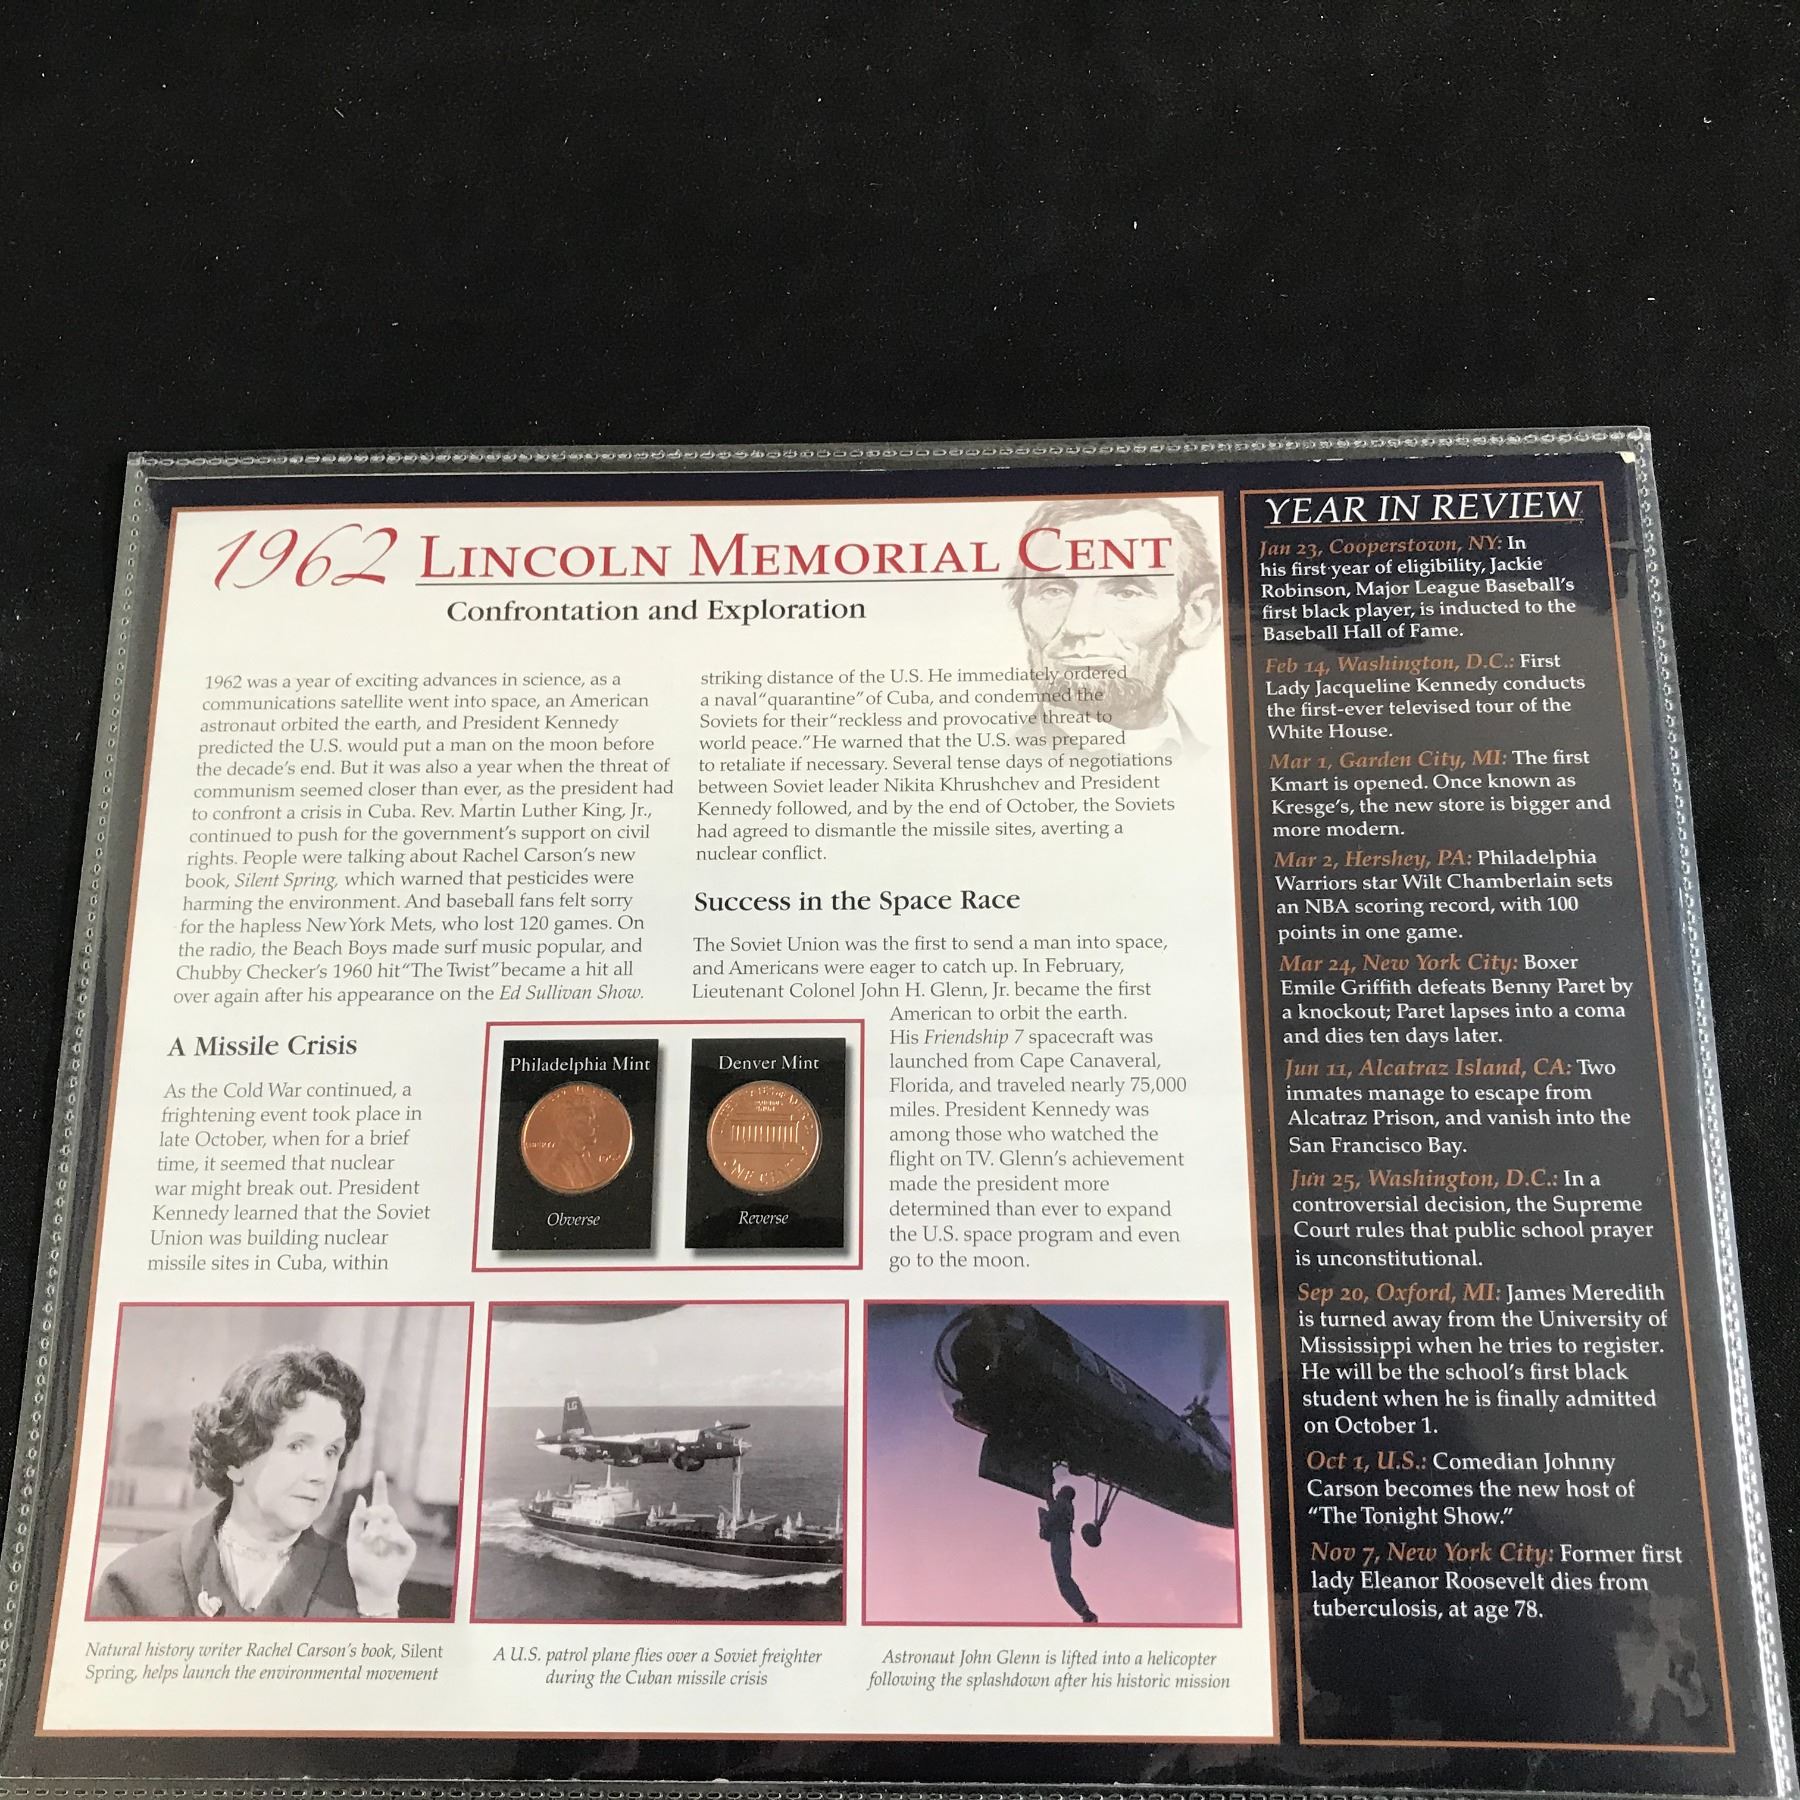 1962 LINCOLN MEMORIAL CENT
Confrontation and Exploration
1962 was a year of exciting advances in science, as a
communications satellite went into space, an American
astronaut orbited the earth, and President Kennedy
predicted the U.S. would put a man on the moon before
the decade's end. But it was also a year when the threat of
communism seemed closer than ever, as the president had
to confront a crisis in Cuba. Rev. Martin Luther King, Jr.,
continued to push for the government's support on civil
rights. People were talking about Rachel Carson's new
book, Silent Spring, which warned that pesticides were
harming the environment. And baseball fans felt sorry
for the hapless New York Mets, who lost 120 games. On
the radio, the Beach Boys made surf music popular, and
Chubby Checker's 1960 hit "The Twist" became a hit all
over again after his appearance on the Ed Sullivan Show.
A Missile Crisis
As the Cold War continued, a
frightening event took place in
late October, when for a brief
time, it seemed that nuclear
war might break out. President
Kennedy learned that the Soviet
Union was building nuclear
missile sites in Cuba, within
striking distance of the U.S. He immediately ordered
a naval "quarantine" of Cuba, and condemned the
Soviets for their "reckless and provocative threat to
world peace." He warned that the U.S. was prepared
to retaliate if necessary. Several tense days of negotiations
between Soviet leader Nikita Khrushchev and President
Kennedy followed, and by the end of October, the Soviets
had agreed to dismantle the missile sites, averting a
nuclear conflict.
Success in the Space Race
The Soviet Union was the first to send a man into space,
and Americans were eager to catch up. In February,
Lieutenant Colonel John H. Glenn, Jr. became the first
American to orbit the earth.
His Friendship 7 spacecraft was
launched from Cape Canaveral,
Florida, and traveled nearly 75,000
miles. President Kennedy was
among those who watched the
flight on TV. Glenn's achievement
made the president more
determined than ever to expand
the U.S. space program and even
go to the moon.
Philadelphia Mint
LIBERTY
Obverse
Denver Mint
ONE CENT
Reverse
LG
Natural history writer Rachel Carson's book, Silent
Spring, helps launch the environmental movement
A U.S. patrol plane flies over a Soviet freighter
during the Cuban missile crisis
Astronaut John Glenn is lifted into a helicopter
following the splashdown after his historic mission
YEAR IN REVIEW
Jan 23, Cooperstown, NY: In
his first year of eligibility, Jackie
Robinson, Major League Baseball's
first black player, is inducted to the
Baseball Hall of Fame.
Feb 14, Washington, D.C.: First
Lady Jacqueline Kennedy conducts
the first-ever televised tour of the
White House.
Mar 1, Garden City, MI: The first
Kmart is opened. Once known as
Kresge's, the new store is bigger and
more modern.
Mar 2, Hershey, PA: Philadelphia
Warriors star Wilt Chamberlain sets
an NBA scoring record, with 100
points in one game.
Mar 24, New York City: Boxer
Emile Griffith defeats Benny Paret by
a knockout; Paret lapses into a coma
and dies ten days later.
Jun 11, Alcatraz Island, CA: Two
inmates manage to escape from
Alcatraz Prison, and vanish into the
San Francisco Bay.
Jun 25, Washington, D.C.: In a
controversial decision, the Supreme
Court rules that public school prayer
is unconstitutional.
Sep 20, Oxford, MI: James Meredith
is turned away from the University of
Mississippi when he tries to register.
He will be the school's first black
student when he is finally admitted
on October 1.
Oct 1, U.S.: Comedian Johnny
Carson becomes the new host of
"The Tonight Show."
Nov 7, New York City: Former first
lady Eleanor Roosevelt dies from
tuberculosis, at age 78.